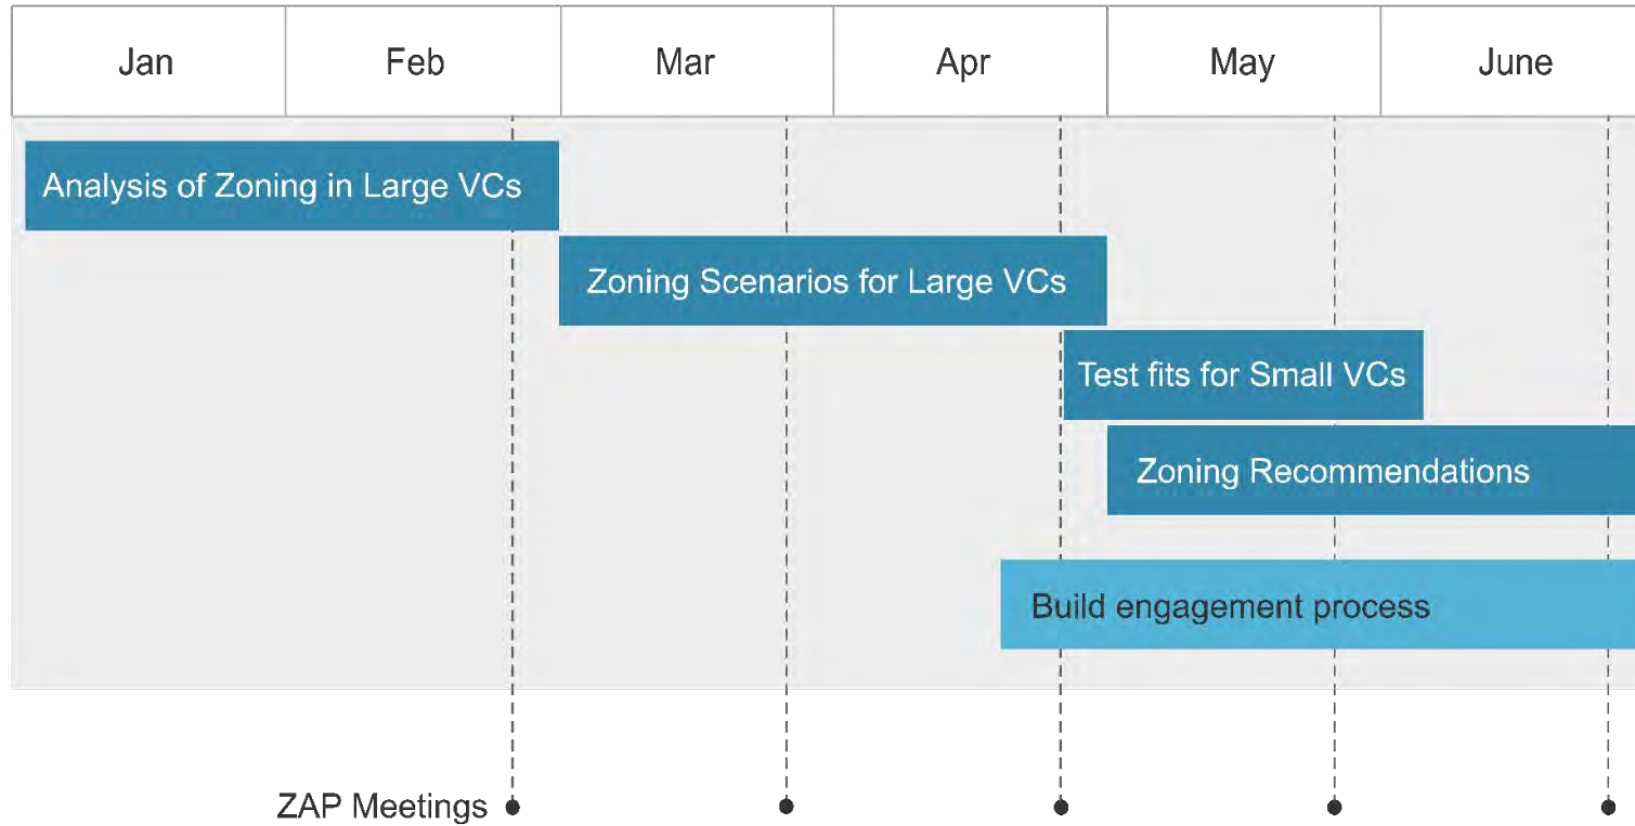 Jan Feb Mar Apr May June
Analysis of Zoning in Large VCs
Zoning Scenarios for Large VCs
Test fits for Small VCs
Zoning Recommendations
Build engagement process
ZAP Meetings